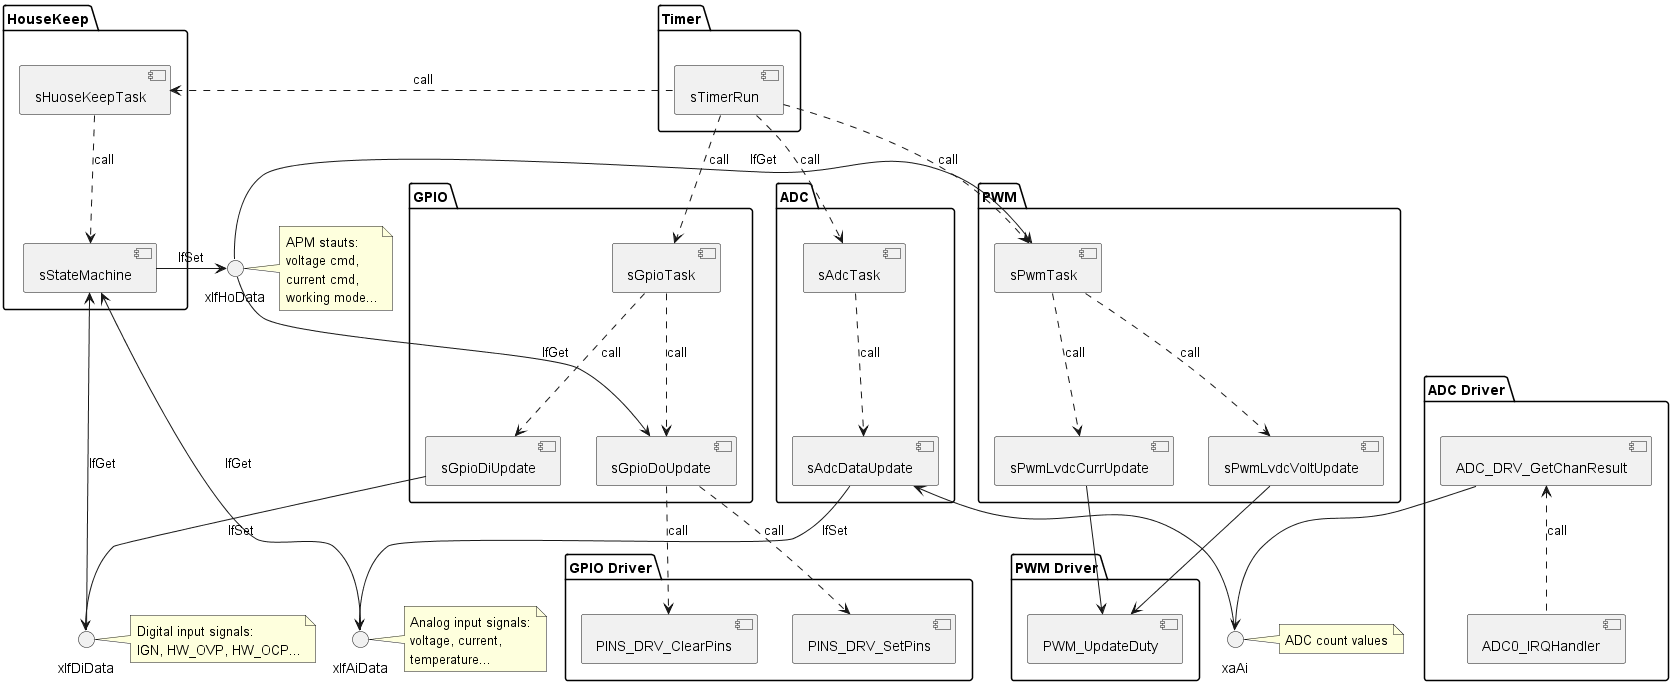 HouseKeep
Timer
sHuoseKeepTask
call
sTimerRun
call
call
IfGet
call
call
GPIO
ADC
PWM
sStateMachine
IfSet
xIfHoData
APM stauts:
voltage cmd,
current cmd,
working mode...
sGpioTask
sAdcTask
sPwmTask
IfGet
call
call
call
call
call
ADC Driver
IfGet
IfGet
sGpioDiUpdate
sGpioDoUpdate
sAdcDataUpdate
sPwmLvdcCurrUpdate
sPwmLvdcVoltUpdate
ADC_DRV_GetChanResult
IfSet
call
call
IfSet
call
GPIO Driver
PWM Driver
xIfDiData
Digital input signals:
IGN, HW_OVP, HW_OCP...
xIfAiData
Analog input signals:
voltage, current,
temperature...
PINS_DRV_ClearPins
PINS_DRV_SetPins
PWM_UpdateDuty
xaAi
ADC count values
ADC0_IRQHandler